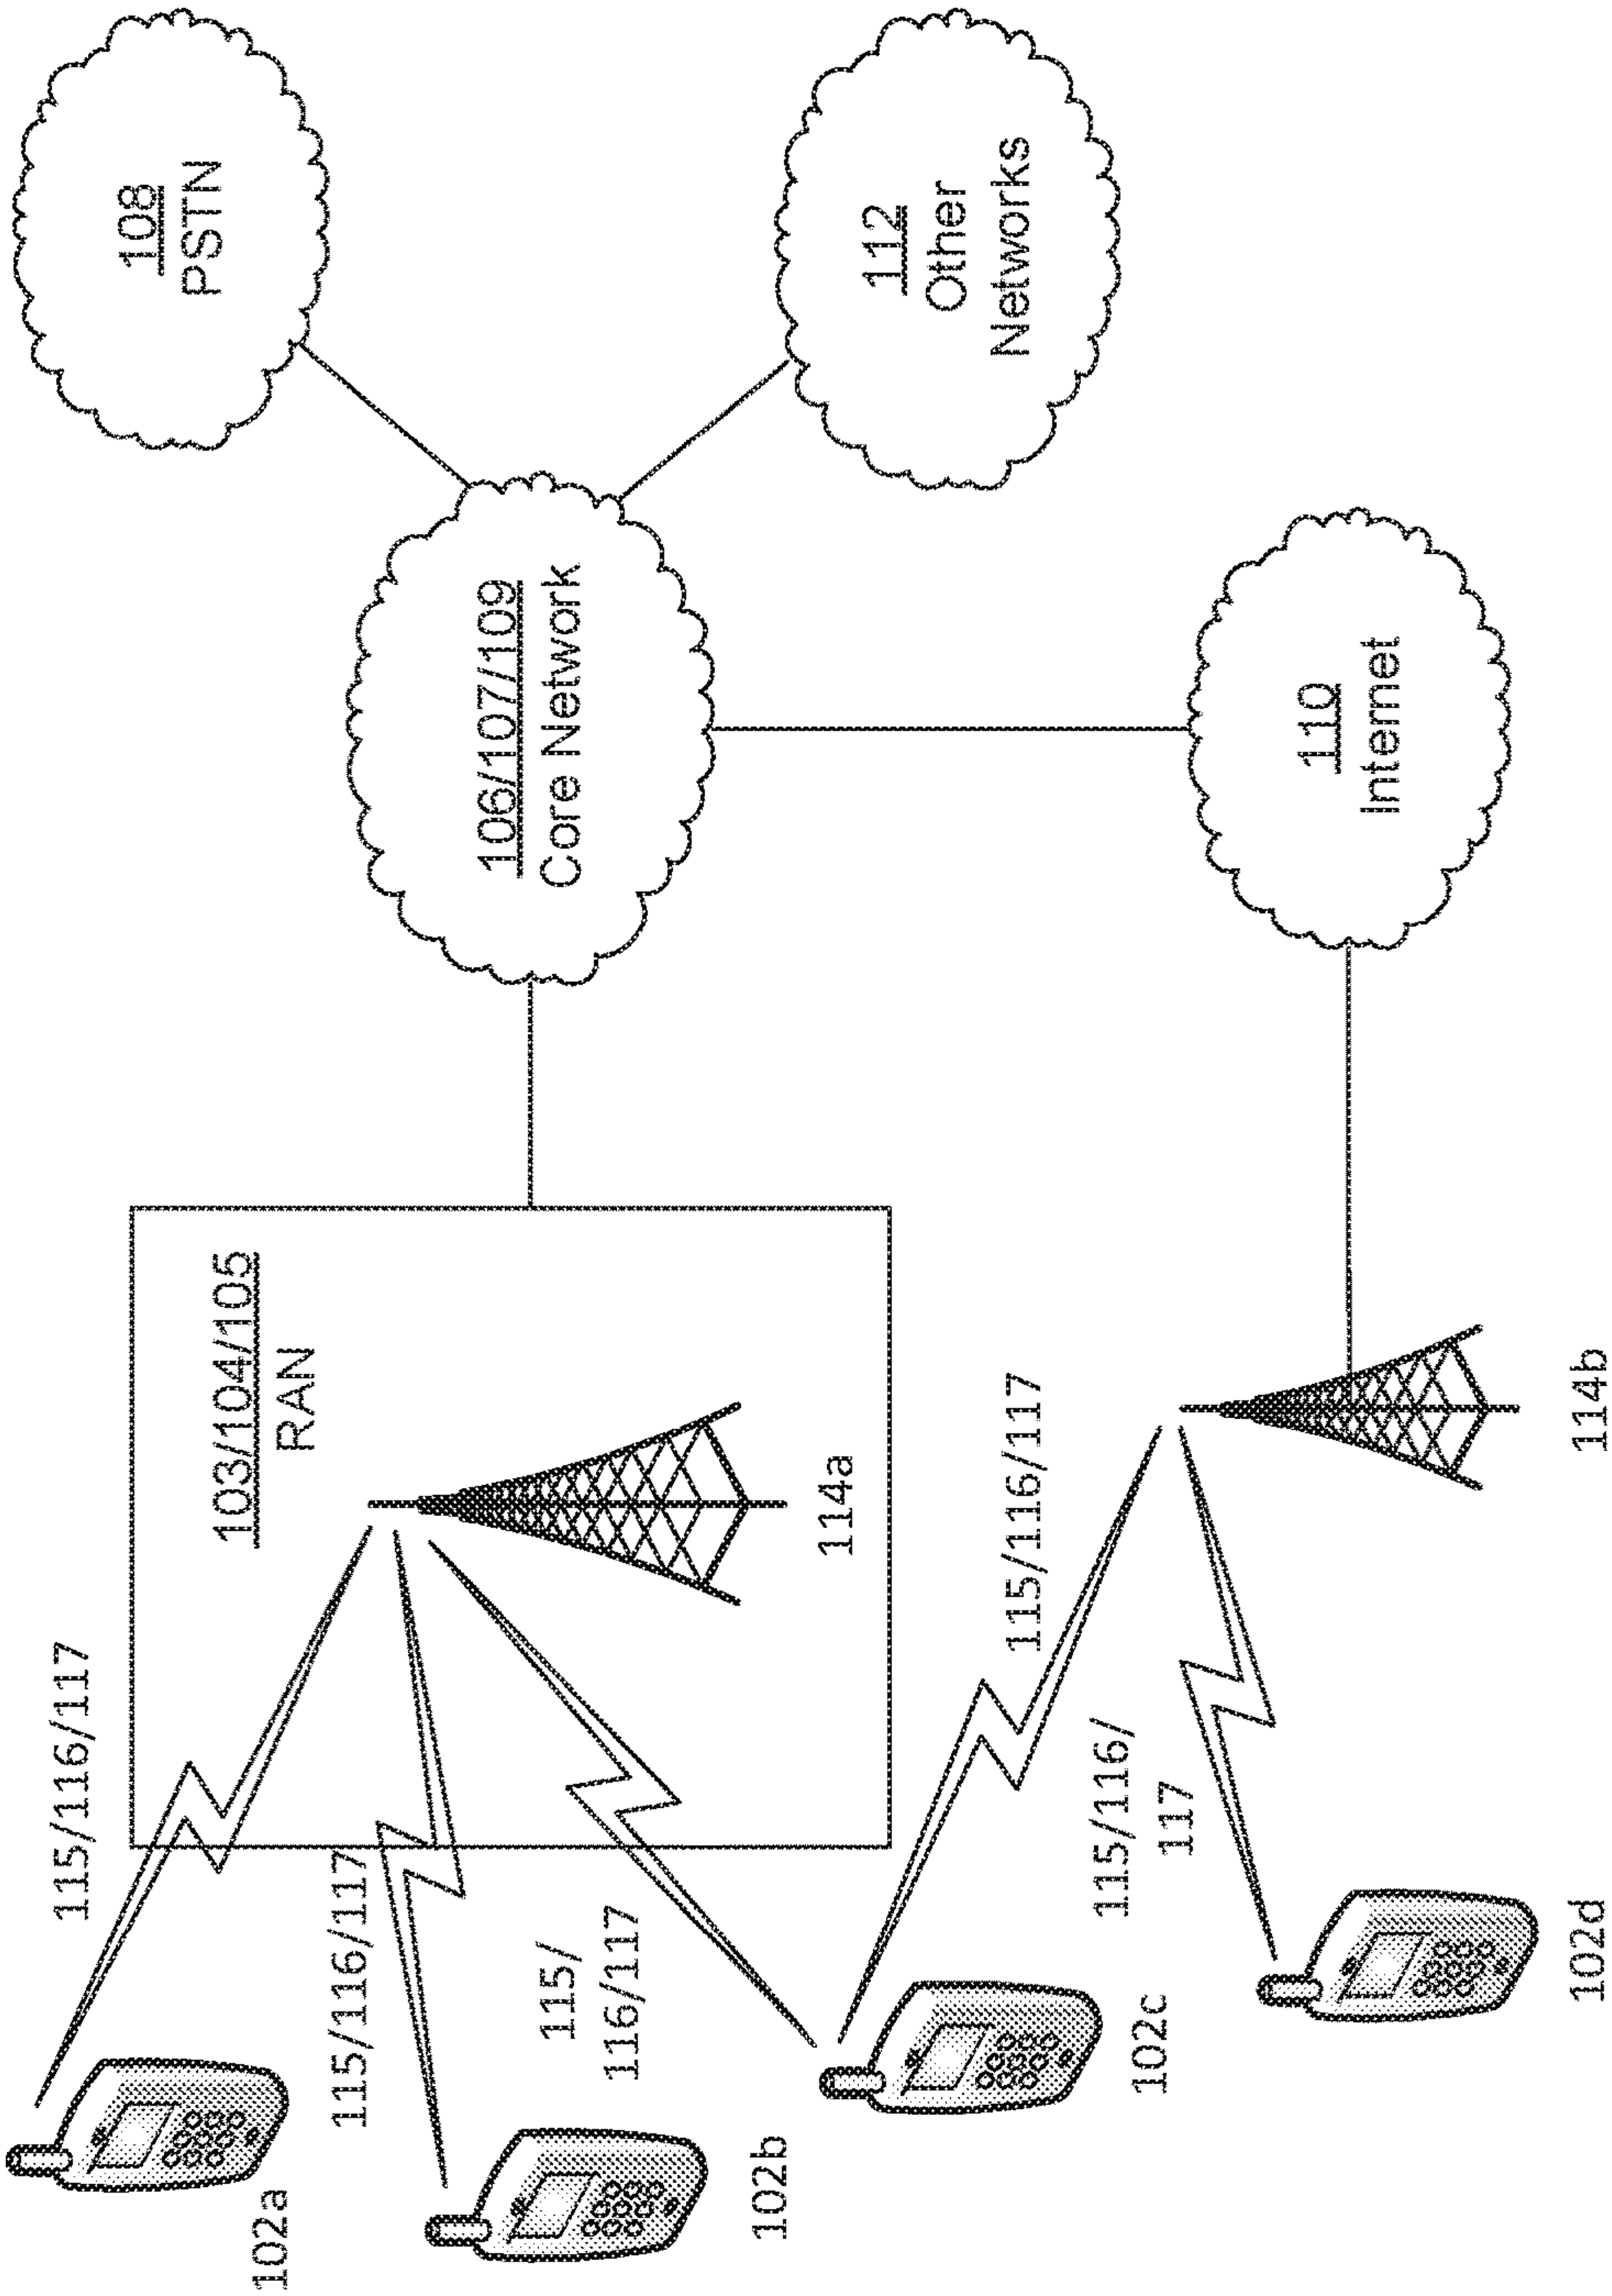 115/116/117
102a
103/104/105
RAN
108
PSTN
115/116/117
106/107/109
Core Network
102b
115/
116/117
114a
112
Other
Networks
115/116/117
102c
115/116/
117
110
Internet
102d
114b